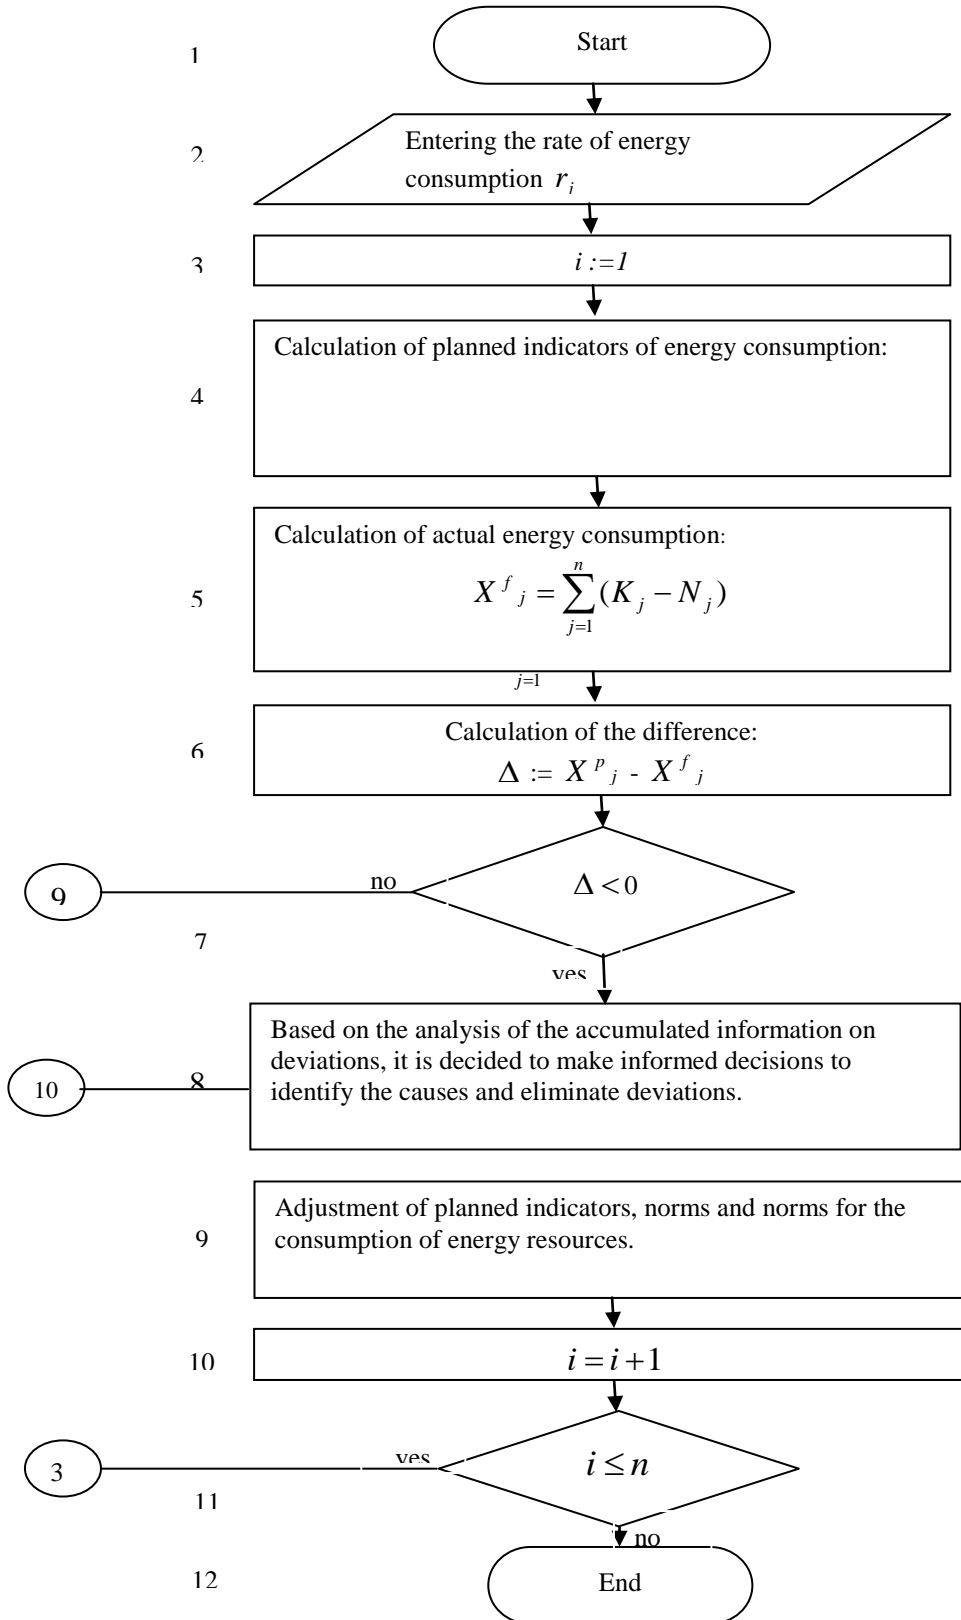 1
Start
2
Entering the rate of energy
consumption r_i
3
i :=1
Calculation of planned indicators of energy consumption:
4
Calculation of actual energy consumption:
5
X^f_j = \sum_{j=1}^{n} (K_j − N_j)
j=1
Calculation of the difference:
6
Δ := X^p_j - X^f_j
9
no
Δ < 0
7
yes
Based on the analysis of the accumulated information on
deviations, it is decided to make informed decisions to
identify the causes and eliminate deviations.
10
8
Adjustment of planned indicators, norms and norms for the
consumption of energy resources.
9
10
i = i +1
3
yes
i ≤ n
11
no
12
End